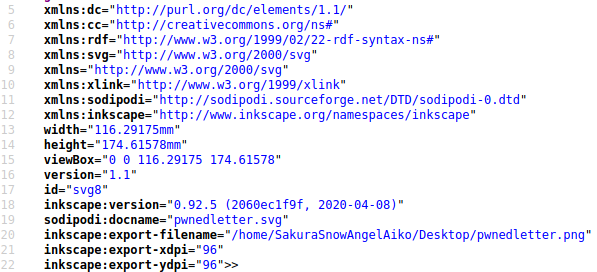 5 xmlns:dc="http://purl.org/dc/elements/1.1/"
6 xmlns:cc="http://creativecommons.org/ns#"
7 xmlns:rdf="http://www.w3.org/1999/02/22-rdf-syntax-ns#"
8 xmlns:svg="http://www.w3.org/2000/svg"
9 xmlns="http://www.w3.org/2000/svg"
10 xmlns:xlink="http://www.w3.org/1999/xlink"
11 xmlns:sodipodi="http://sodipodi.sourceforge.net/DTD/sodipodi-0.dtd"
12 xmlns:inkscape="http://www.inkscape.org/namespaces/inkscape"
13 width="116.29175mm"
14 height="174.61578mm"
15 viewBox="0 0 116.29175 174.61578"
16 version="1.1"
17 id="svg8"
18 inkscape:version="0.92.5 (2060ec1f9f, 2020-04-08)"
19 sodipodi:docname="pwnedletter.svg"
20 inkscape:export-filename="/home/SakuraSnowAngelAiko/Desktop/pwnedletter.png"
21 inkscape:export-xdpi="96"
22 inkscape:export-ydpi="96">>